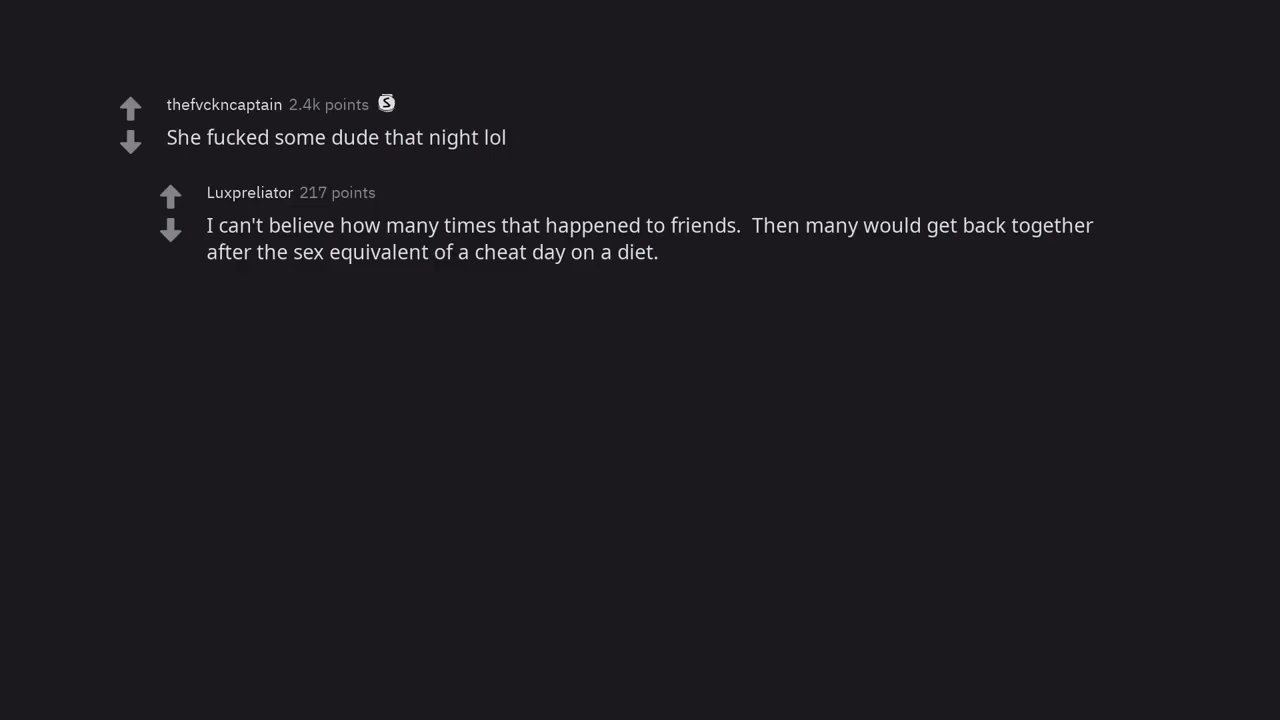 thefvckncaptain 2.4k points
She fucked some dude that night lol
Luxpreliator 217 points
I can't believe how many times that happened to friends.  Then many would get back together
after the sex equivalent of a cheat day on a diet.